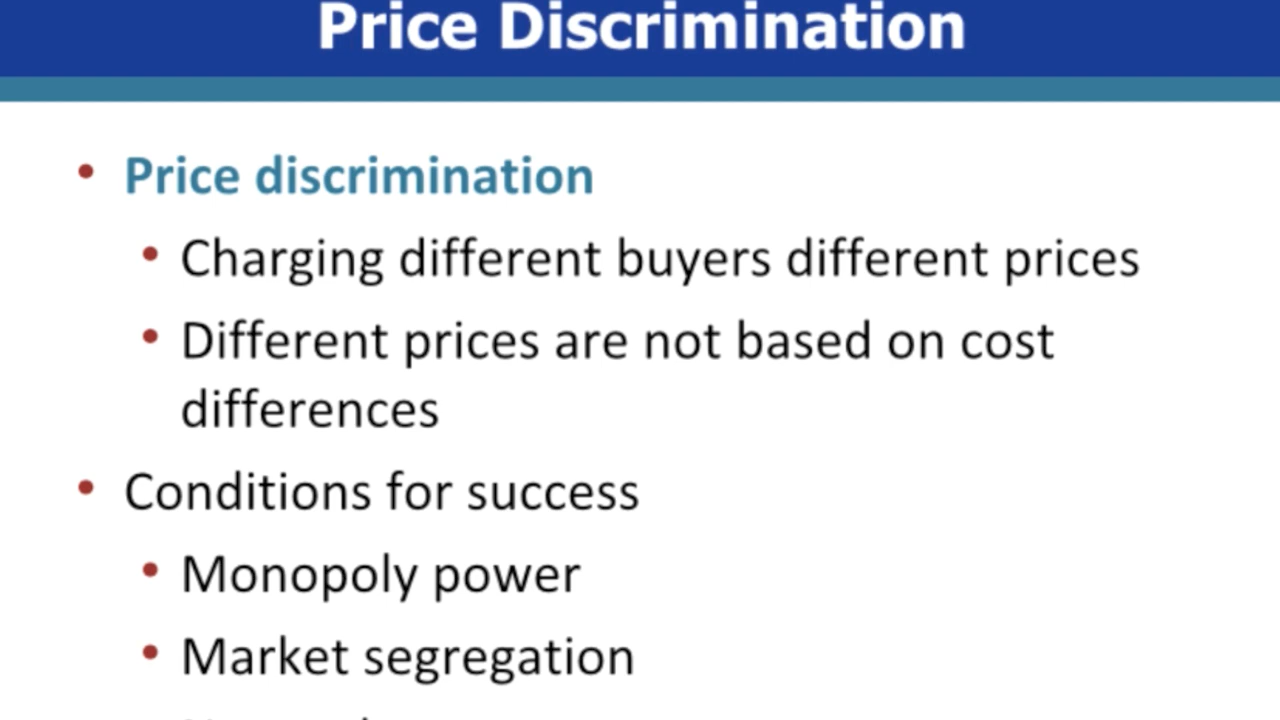 Price Discrimination
• Price discrimination
• Charging different buyers different prices
• Different prices are not based on cost
differences
• Conditions for success
• Monopoly power
• Market segregation